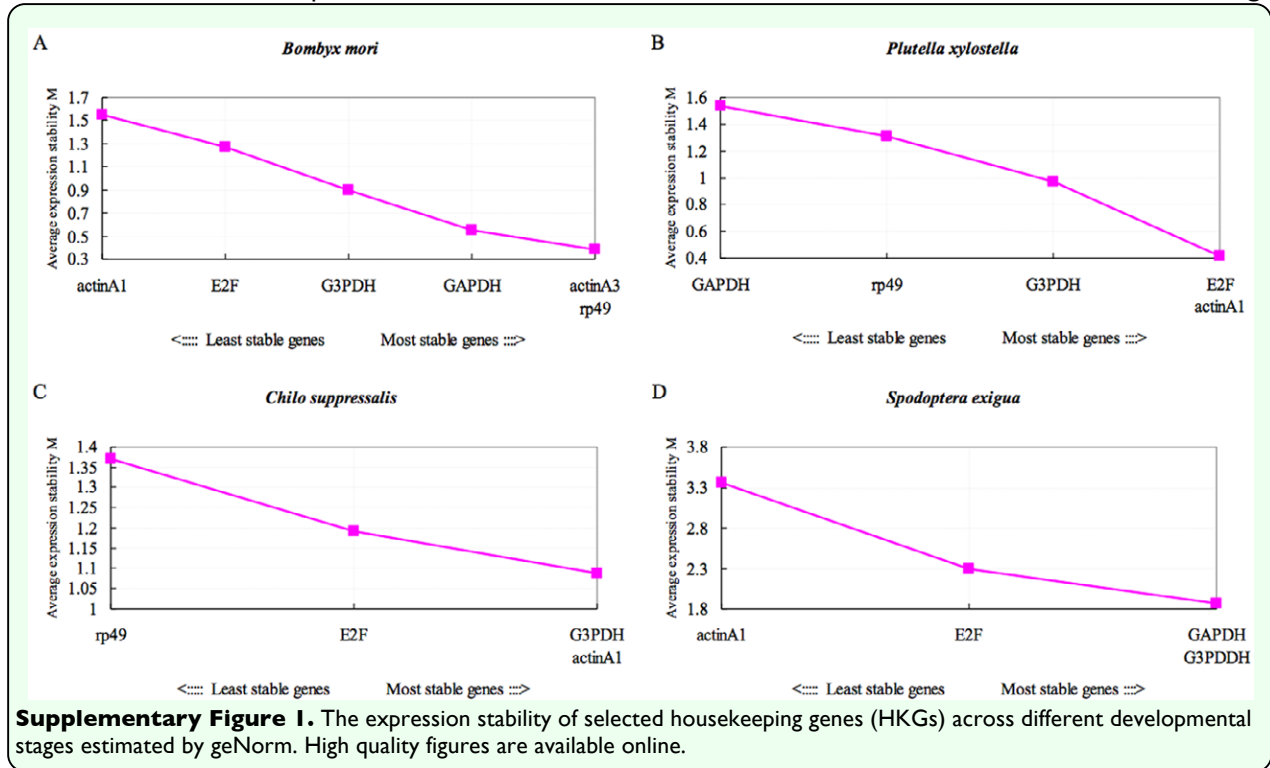 A
Bombyx mori
Average expression stability M
1.7
1.5
1.3
1.1
0.9
0.7
0.5
0.3
actinA1 E2F G3PDH GAPDH actinA3
rp49
<::::: Least stable genes Most stable genes ::::>
B
Plutella xylostella
Average expression stability M
1.6
1.4
1.2
1
0.8
0.6
0.4
GAPDH rp49 G3PDH E2F
actinA1
<::::: Least stable genes Most stable genes ::::>
C
Chilo suppressalis
Average expression stability M
1.4
1.35
1.3
1.25
1.2
1.15
1.1
1.05
1
rp49 E2F G3PDH
actinA1
<::::: Least stable genes Most stable genes ::::>
D
Spodoptera exigua
Average expression stability M
3.8
3.3
2.8
2.3
1.8
actinA1 E2F GAPDH
G3PDDH
<::::: Least stable genes Most stable genes ::::>
Supplementary Figure 1. The expression stability of selected housekeeping genes (HKGs) across different developmental
stages estimated by geNorm. High quality figures are available online.